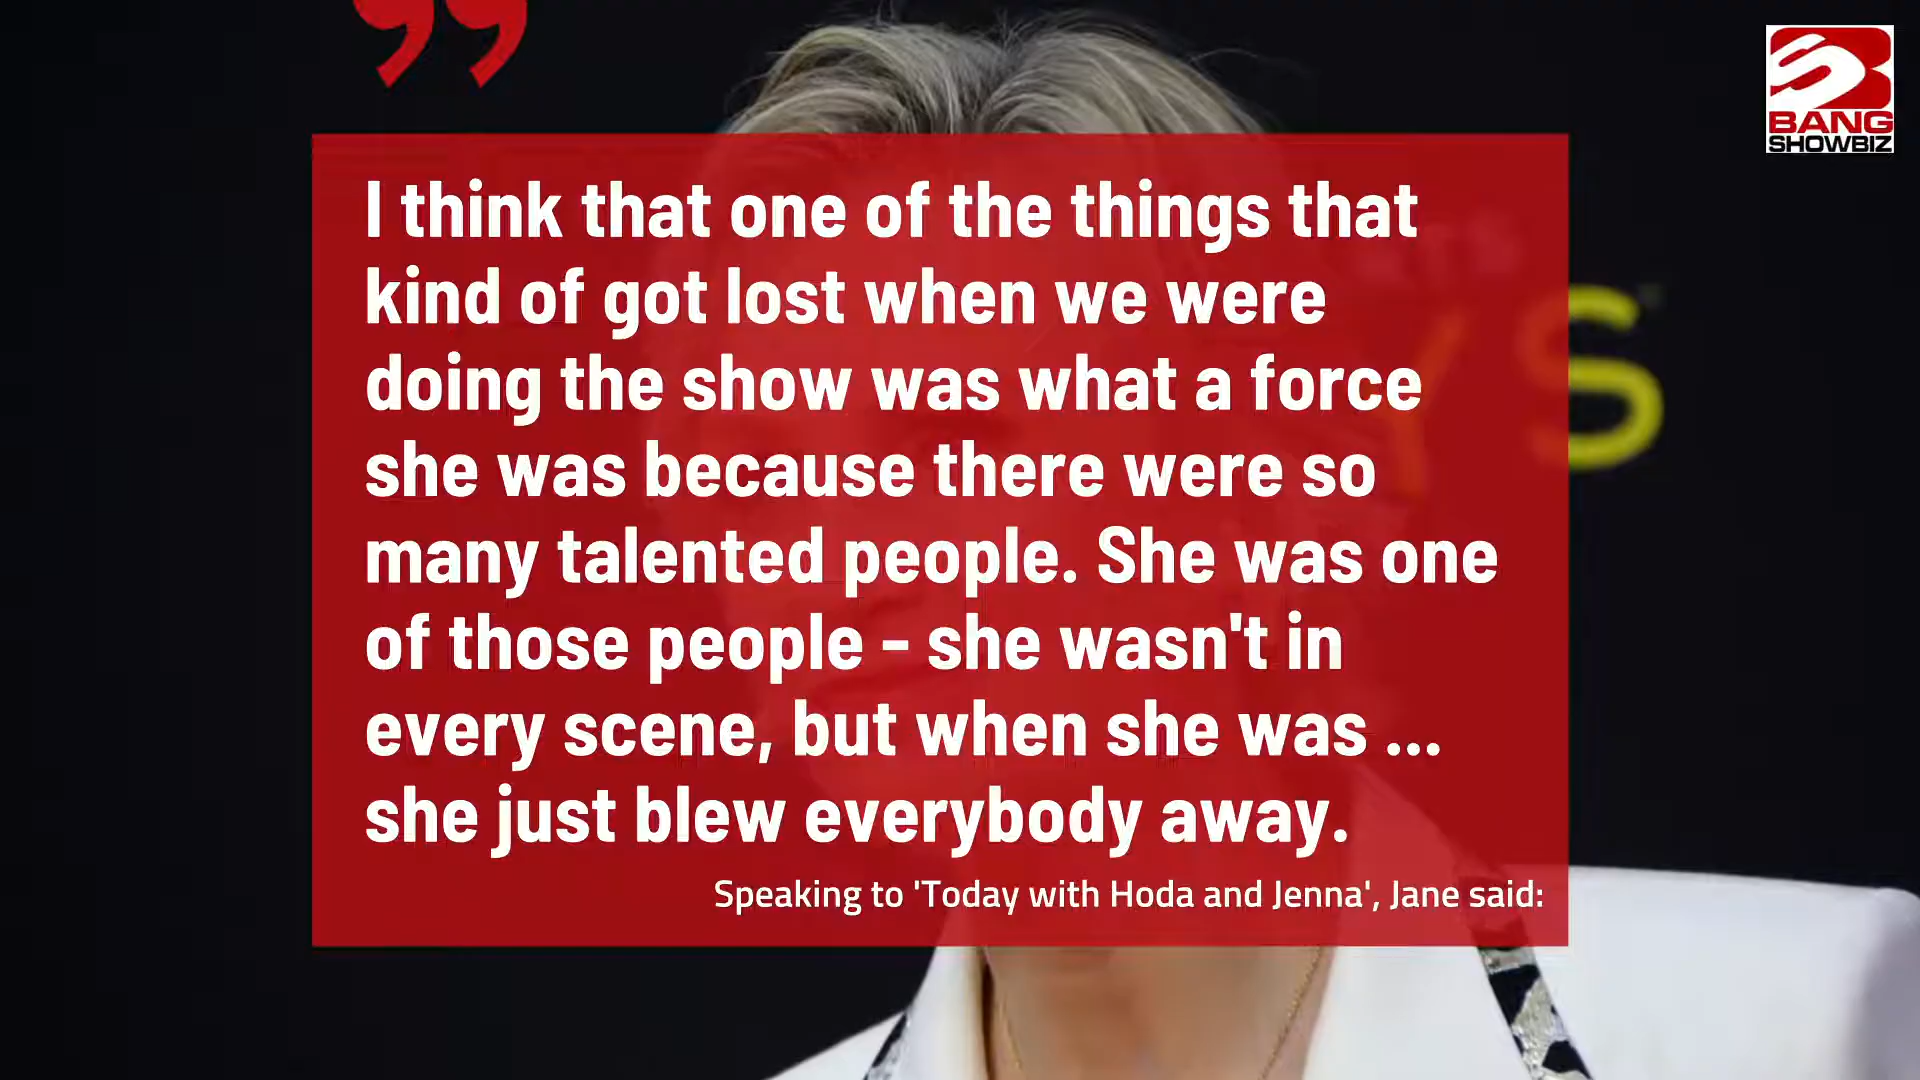 BANG
SHOWBIZ
I think that one of the things that
kind of got lost when we were
doing the show was what a force
she was because there were so
many talented people. She was one
of those people - she wasn't in
every scene, but when she was ...
she just blew everybody away.
Speaking to 'Today with Hoda and Jenna', Jane said: